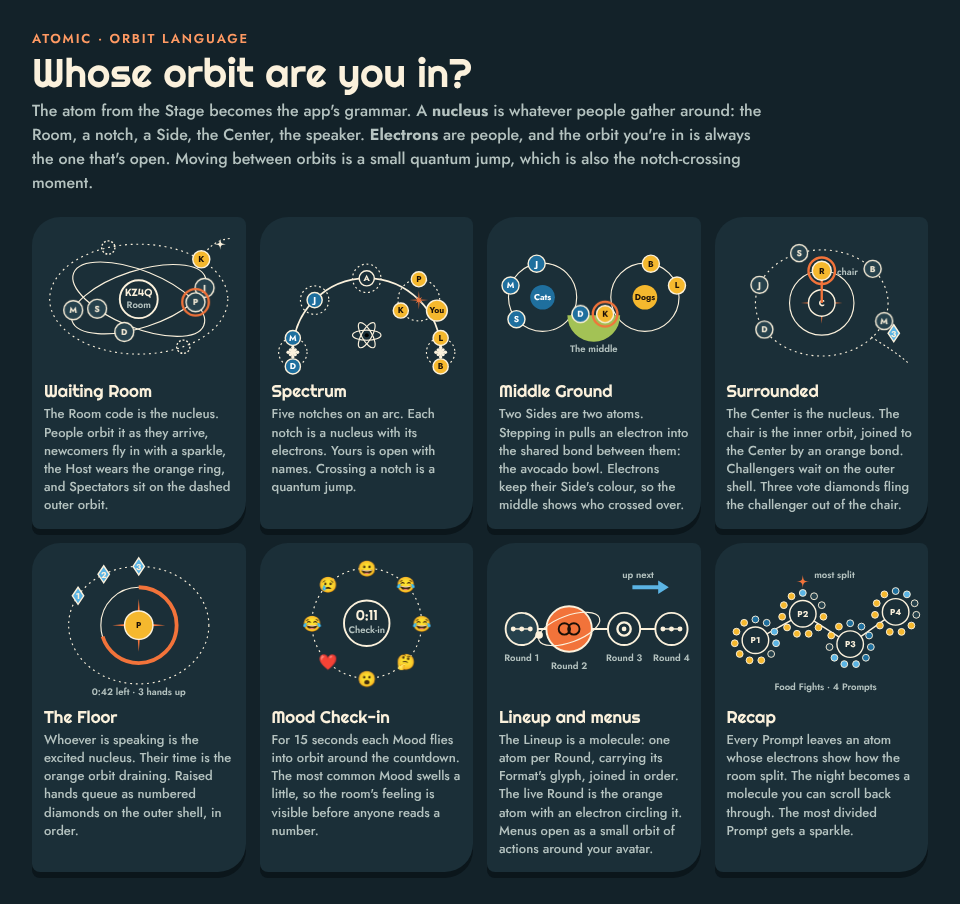 ATOMIC · ORBIT LANGUAGE
Whose orbit are you in?
The atom from the Stage becomes the app's grammar. A nucleus is whatever people gather around: the
Room, a notch, a Side, the Center, the speaker. Electrons are people, and the orbit you're in is always
the one that's open. Moving between orbits is a small quantum jump, which is also the notch-crossing
moment.
K
J
KZ4Q
Room
P
M
S
D
Waiting Room
The Room code is the nucleus.
People orbit it as they arrive,
newcomers fly in with a sparkle,
the Host wears the orange ring,
and Spectators sit on the dashed
outer orbit.
A
P
J
K
You
M
L
D
B
Spectrum
Five notches on an arc. Each
notch is a nucleus with its
electrons. Yours is open with
names. Crossing a notch is a
quantum jump.
J
B
M
Cats
Dogs
L
S
D
K
The middle
Middle Ground
Two Sides are two atoms.
Stepping in pulls an electron into
the shared bond between them:
the avocado bowl. Electrons
keep their Side's colour, so the
middle shows who crossed over.
S
R
chair
B
J
C
D
M
3
Surrounded
The Center is the nucleus. The
chair is the inner orbit, joined to
the Center by an orange bond.
Challengers wait on the outer
shell. Three vote diamonds fling
the challenger out of the chair.
3
2
1
P
0:42 left · 3 hands up
The Floor
Whoever is speaking is the
excited nucleus. Their time is the
orange orbit draining. Raised
hands queue as numbered
diamonds on the outer shell, in
order.
0:11
Check-in
Mood Check-in
For 15 seconds each Mood flies
into orbit around the countdown.
The most common Mood swells a
little, so the room's feeling is
visible before anyone reads a
number.
up next
Round 1
Round 2
Round 3
Round 4
Lineup and menus
The Lineup is a molecule: one
atom per Round, carrying its
Format's glyph, joined in order.
The live Round is the orange
atom with an electron circling it.
Menus open as a small orbit of
actions around your avatar.
most split
P1
P2
P3
P4
Food Fights · 4 Prompts
Recap
Every Prompt leaves an atom
whose electrons show how the
room split. The night becomes a
molecule you can scroll back
through. The most divided
Prompt gets a sparkle.